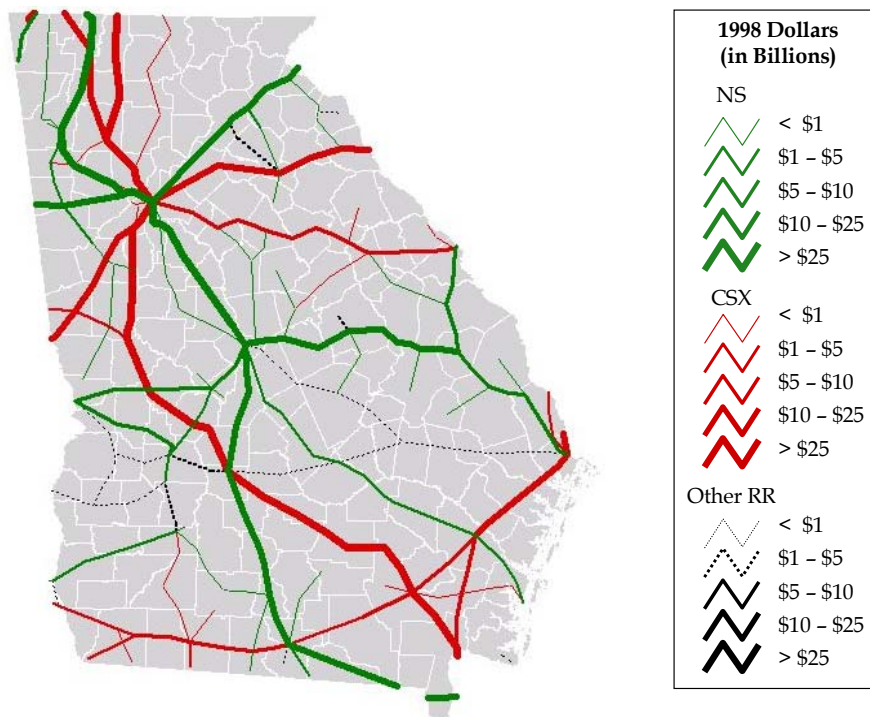 1998 Dollars
(in Billions)
NS
< $1
$1 – $5
$5 – $10
$10 – $25
> $25
CSX
< $1
$1 – $5
$5 – $10
$10 – $25
> $25
Other RR
< $1
$1 – $5
$5 – $10
$10 – $25
> $25